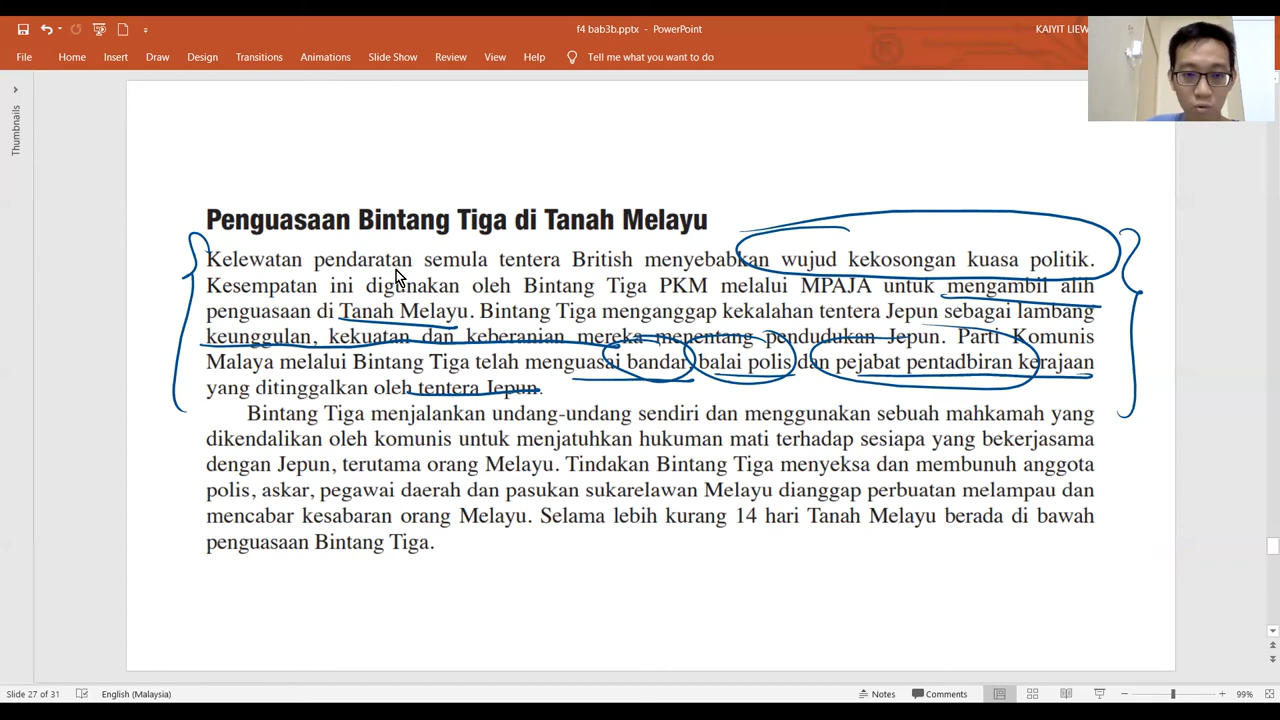 f4 bab3b.pptx - PowerPoint
KAIYIT LIEW
File Home Insert Draw Design Transitions Animations Slide Show Review View Help Tell me what you want to do
Thumbnails
Penguasaan Bintang Tiga di Tanah Melayu
Kelewatan pendaratan semula tentera British menyebabkan wujud kekosongan kuasa politik.
Kesempatan ini digunakan oleh Bintang Tiga PKM melalui MPAJA untuk mengambil alih
penguasaan di Tanah Melayu. Bintang Tiga menganggap kekalahan tentera Jepun sebagai lambang
keunggulan, kekuatan dan keberanian mereka menentang pendudukan Jepun. Parti Komunis
Malaya melalui Bintang Tiga telah menguasai bandar, balai polis dan pejabat pentadbiran kerajaan
yang ditinggalkan oleh tentera Jepun.
Bintang Tiga menjalankan undang-undang sendiri dan menggunakan sebuah mahkamah yang
dikendalikan oleh komunis untuk menjatuhkan hukuman mati terhadap sesiapa yang bekerjasama
dengan Jepun, terutama orang Melayu. Tindakan Bintang Tiga menyeksa dan membunuh anggota
polis, askar, pegawai daerah dan pasukan sukarelawan Melayu dianggap perbuatan melampau dan
mencabar kesabaran orang Melayu. Selama lebih kurang 14 hari Tanah Melayu berada di bawah
penguasaan Bintang Tiga.
Slide 27 of 31 English (Malaysia) Notes Comments 99%